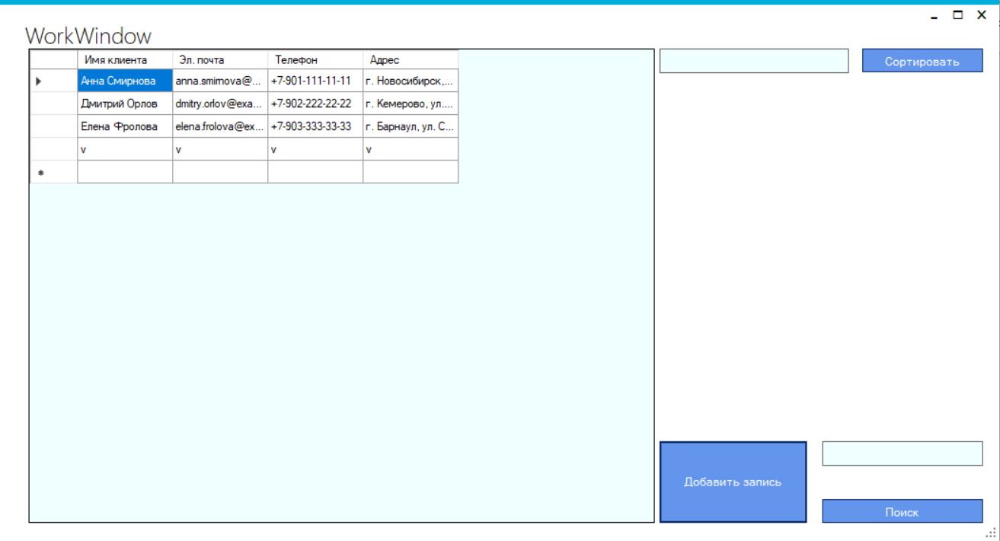 WorkWindow
Имя клиента Эл. почта Телефон Адрес Сортировать
Анна Смирнова anna.smirnova@... +7-901-111-11-11 г. Новосибирск,...
Дмитрий Орлов dmitry.orlov@exa... +7-902-222-22-22 г. Кемерово, ул....
Елена Фролова elena.frolova@ex... +7-903-333-33-33 г. Барнаул, ул. С...
v v v v
Добавить запись
Поиск